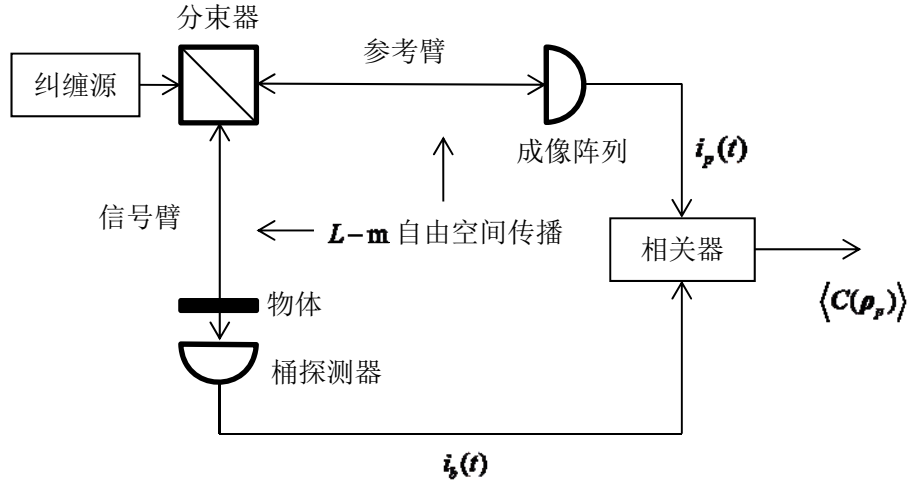 分束器
纠缠源
参考臂
成像阵列
i_p(t)
信号臂
L-m 自由空间传播
相关器
物体
⟨C(ρ_p)⟩
桶探测器
i_b(t)